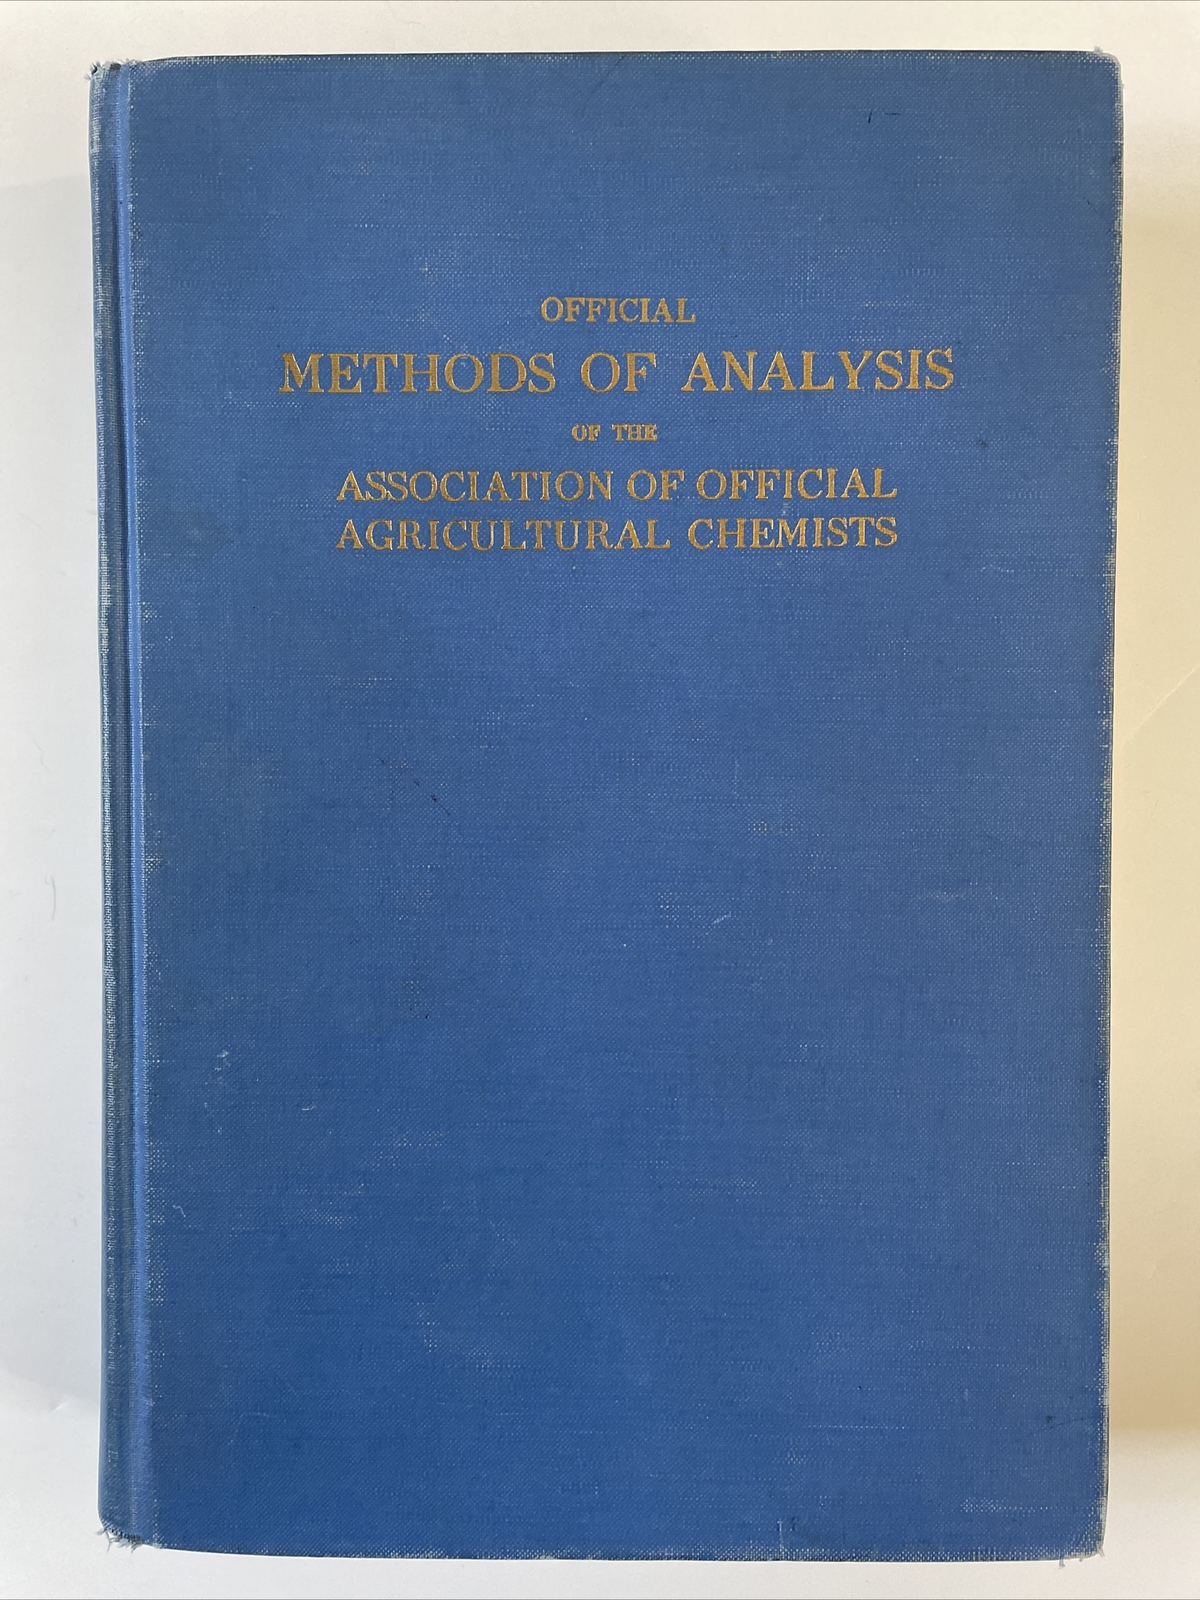 OFFICIAL
METHODS OF ANALYSIS
OF THE
ASSOCIATION OF OFFICIAL
AGRICULTURAL CHEMISTS